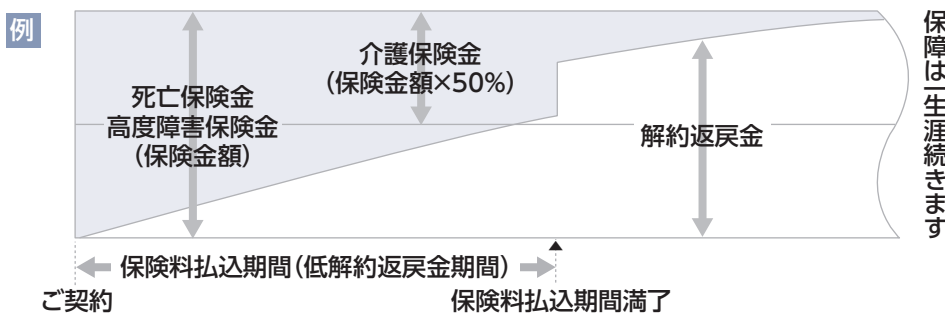 例
死亡保険金
高度障害保険金
(保険金額)
介護保険金
(保険金額×50%)
解約返戻金
保障は一生涯続きます
保険料払込期間(低解約返戻金期間)
ご契約
保険料払込期間満了